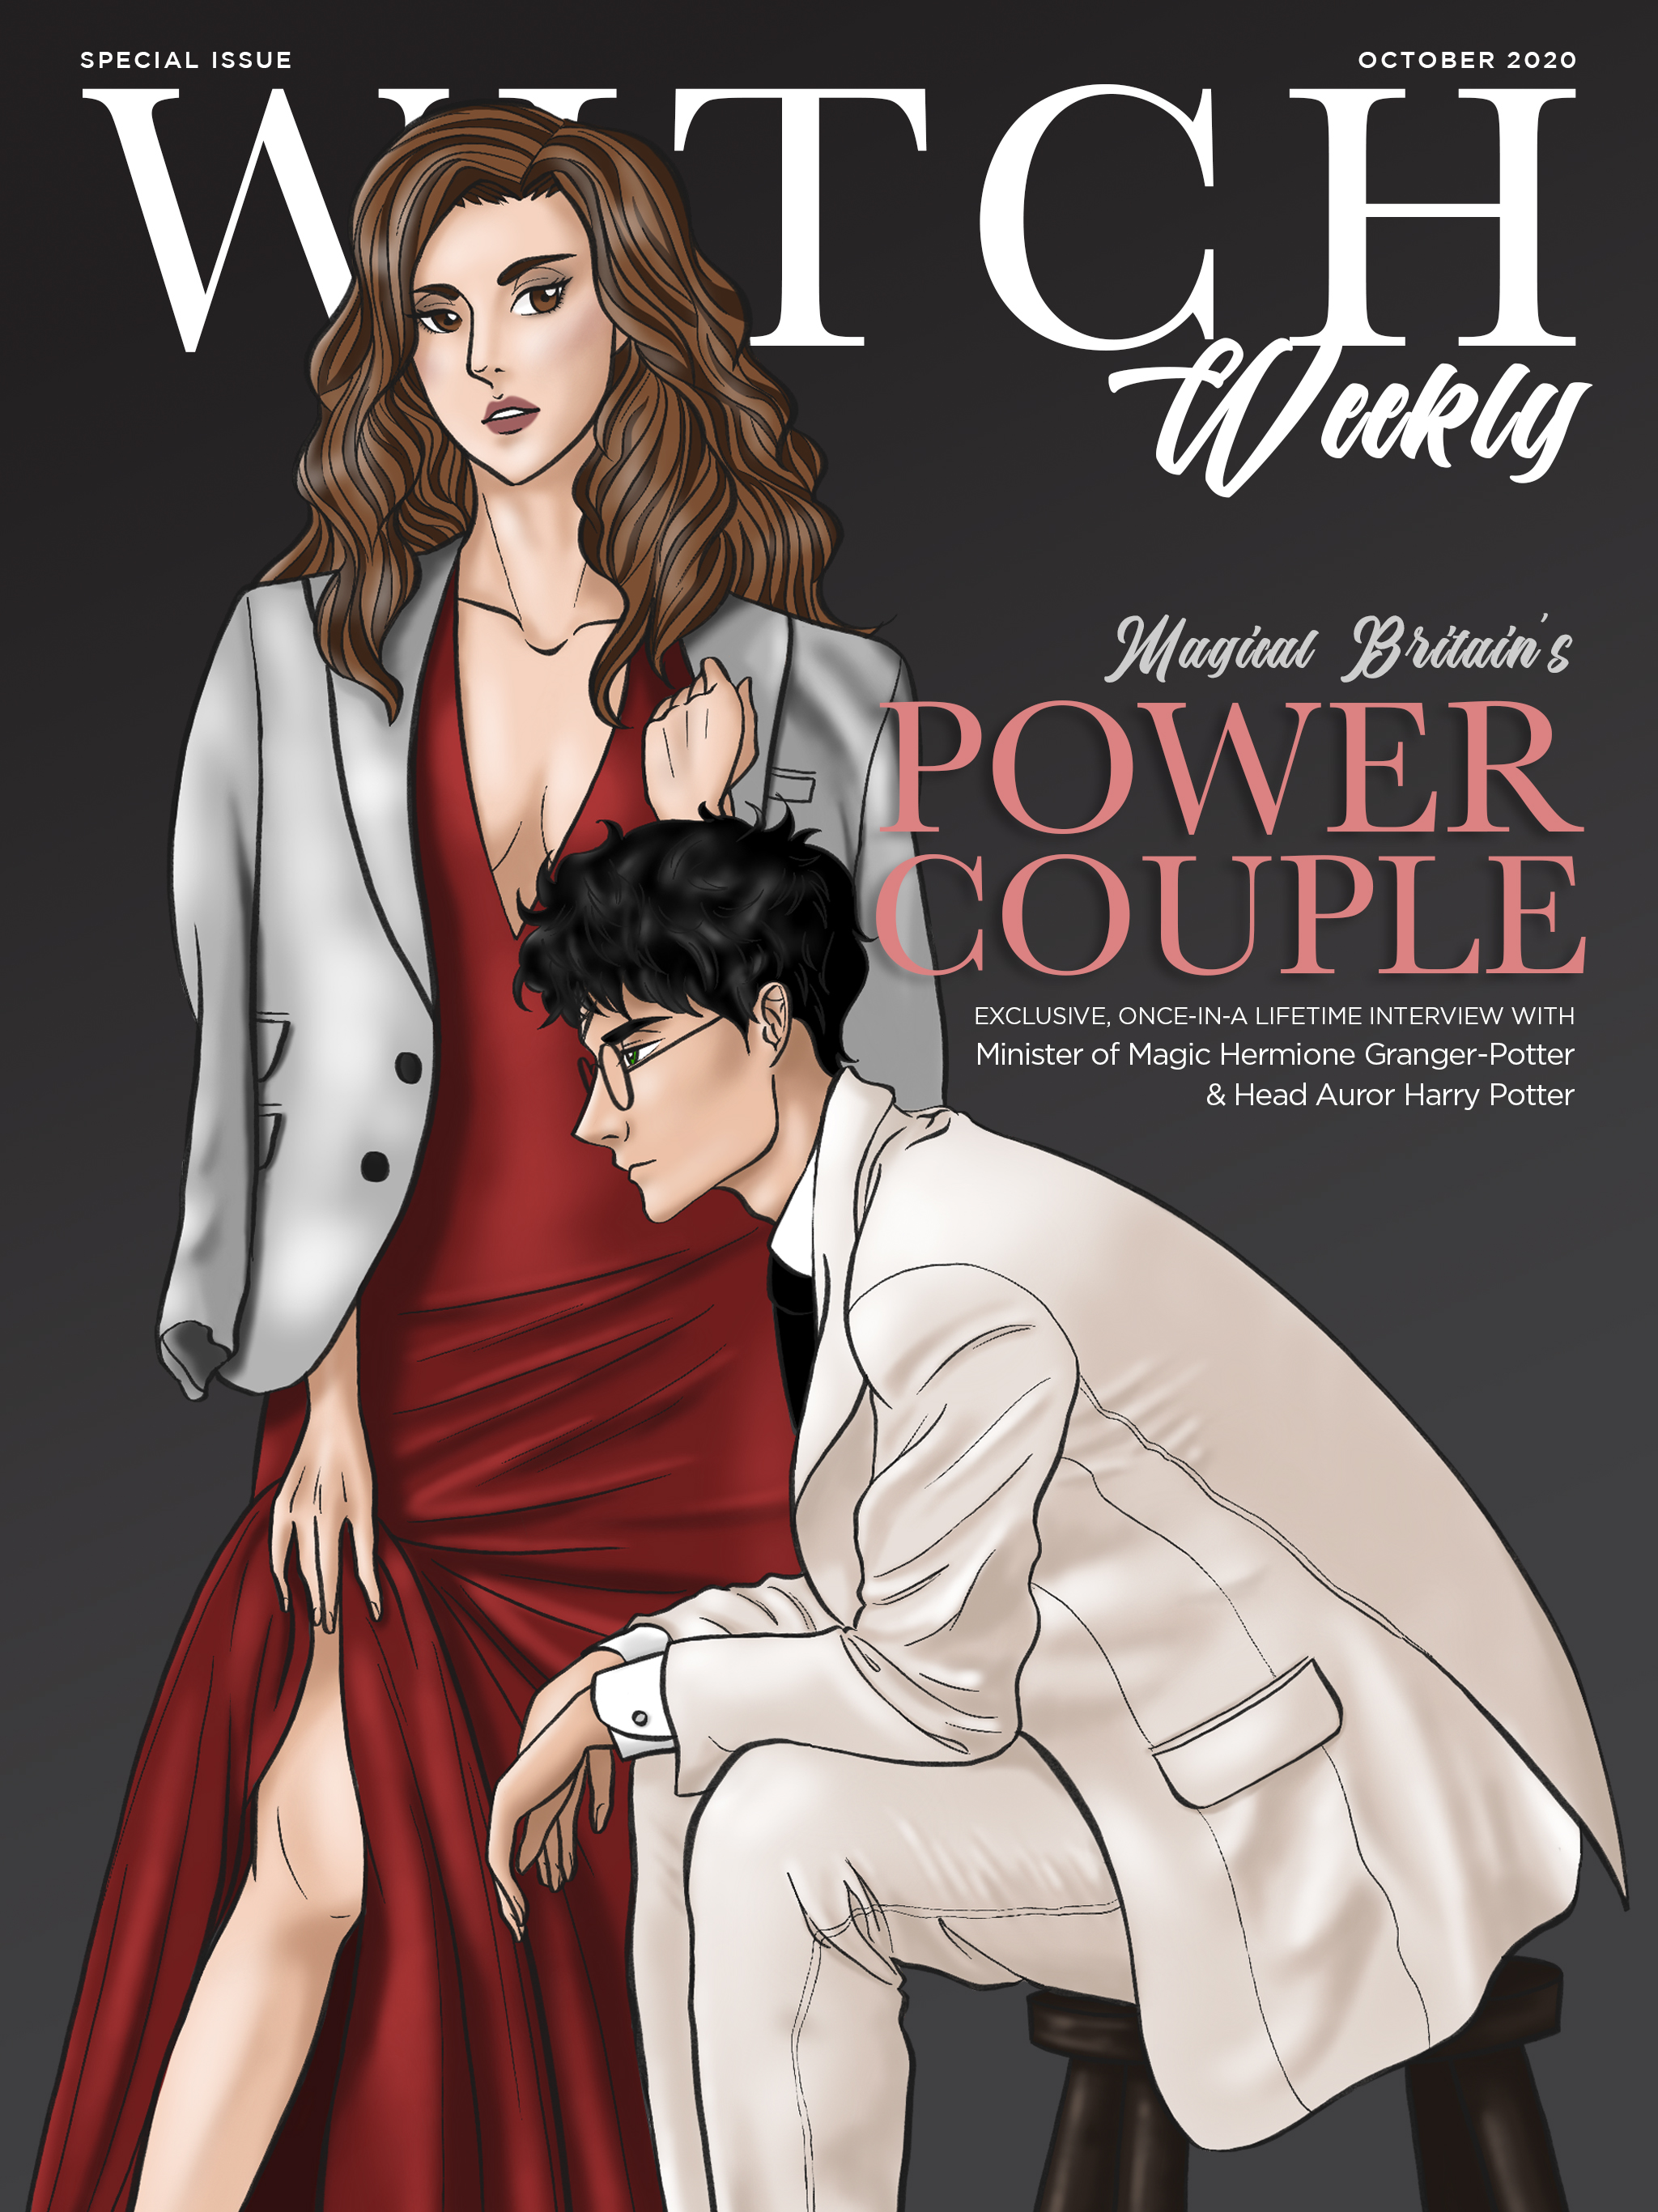 SPECIAL ISSUE
OCTOBER 2020
WITCH
Weekly
Magical Britain's
POWER
COUPLE
EXCLUSIVE, ONCE-IN-A LIFETIME INTERVIEW WITH
Minister of Magic Hermione Granger-Potter
& Head Auror Harry Potter